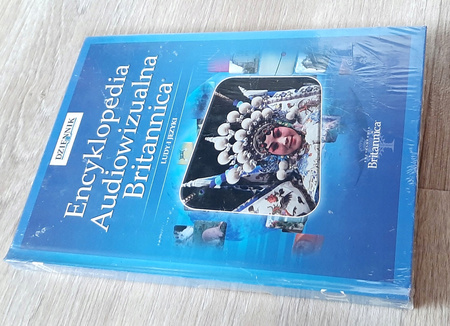 DZIENNIK
Encyklopedia
Audiowizualna
Britannica®
LUDY I JĘZYKI
Britannica®